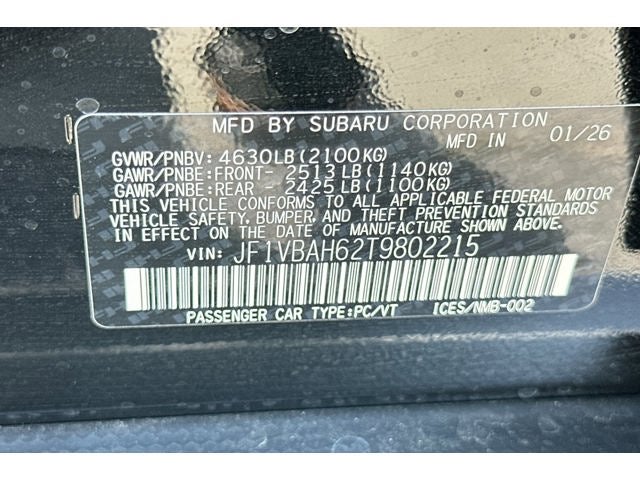 MFD BY SUBARU CORPORATION
MFD IN 01/26
GVWR/PNBV: 4630LB(2100KG)
GAWR/PNBE:FRONT- 2513LB(1140KG)
GAWR/PNBE:REAR - 2425LB(1100KG)
THIS VEHICLE CONFORMS TO ALL APPLICABLE FEDERAL MOTOR
VEHICLE SAFETY, BUMPER, AND THEFT PREVENTION STANDARDS
IN EFFECT ON THE DATE OF MANUFACTURE SHOWN ABOVE.
VIN: JF1VBAH62T9802215
PASSENGER CAR TYPE:PC/VT ICES/NMB-002